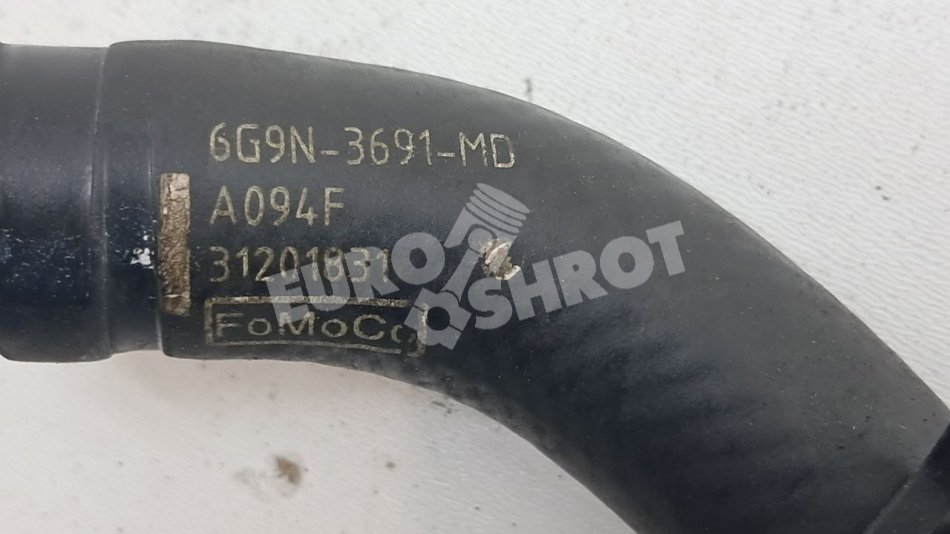 6G9N-3691-MD
A094F
31201831
FoMoCo
EURO
SHROT